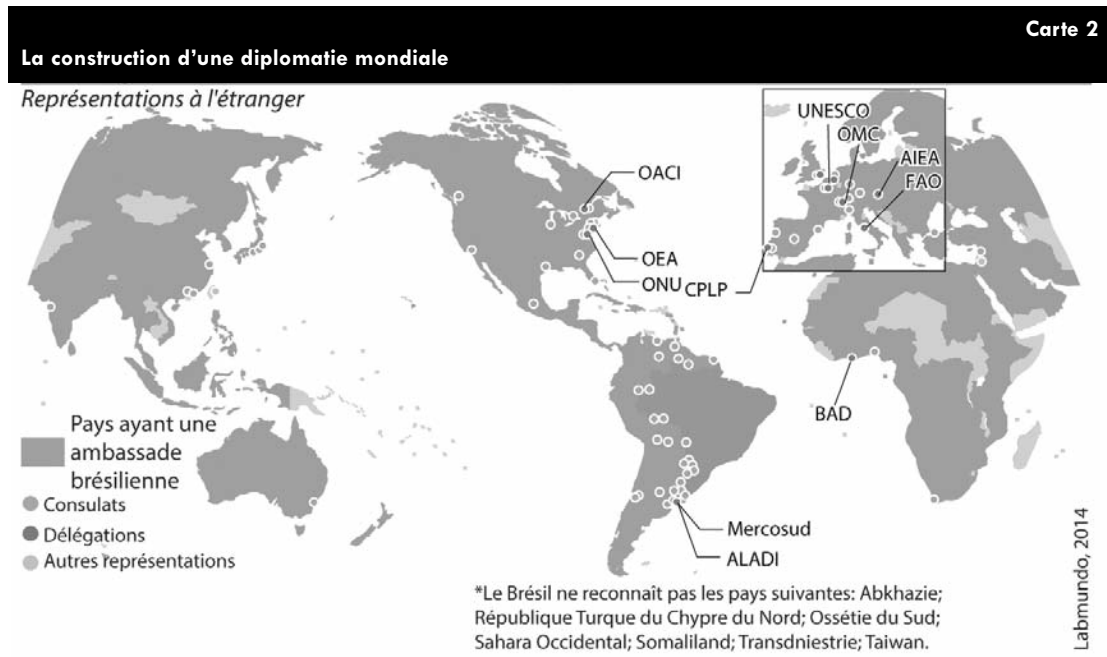 Carte 2
La construction d'une diplomatie mondiale
Représentations à l'étranger
UNESCO
OMC
AIEA
FAO
OACI
OEA
ONU
CPLP
BAD
Pays ayant une
ambassade
brésilienne
Consulats
Délégations
Autres représentations
Mercosud
ALADI
*Le Brésil ne reconnaît pas les pays suivantes: Abkhazie;
République Turque du Chypre du Nord; Ossétie du Sud;
Sahara Occidental; Somaliland; Transdniestrie; Taiwan.
Labmundo, 2014